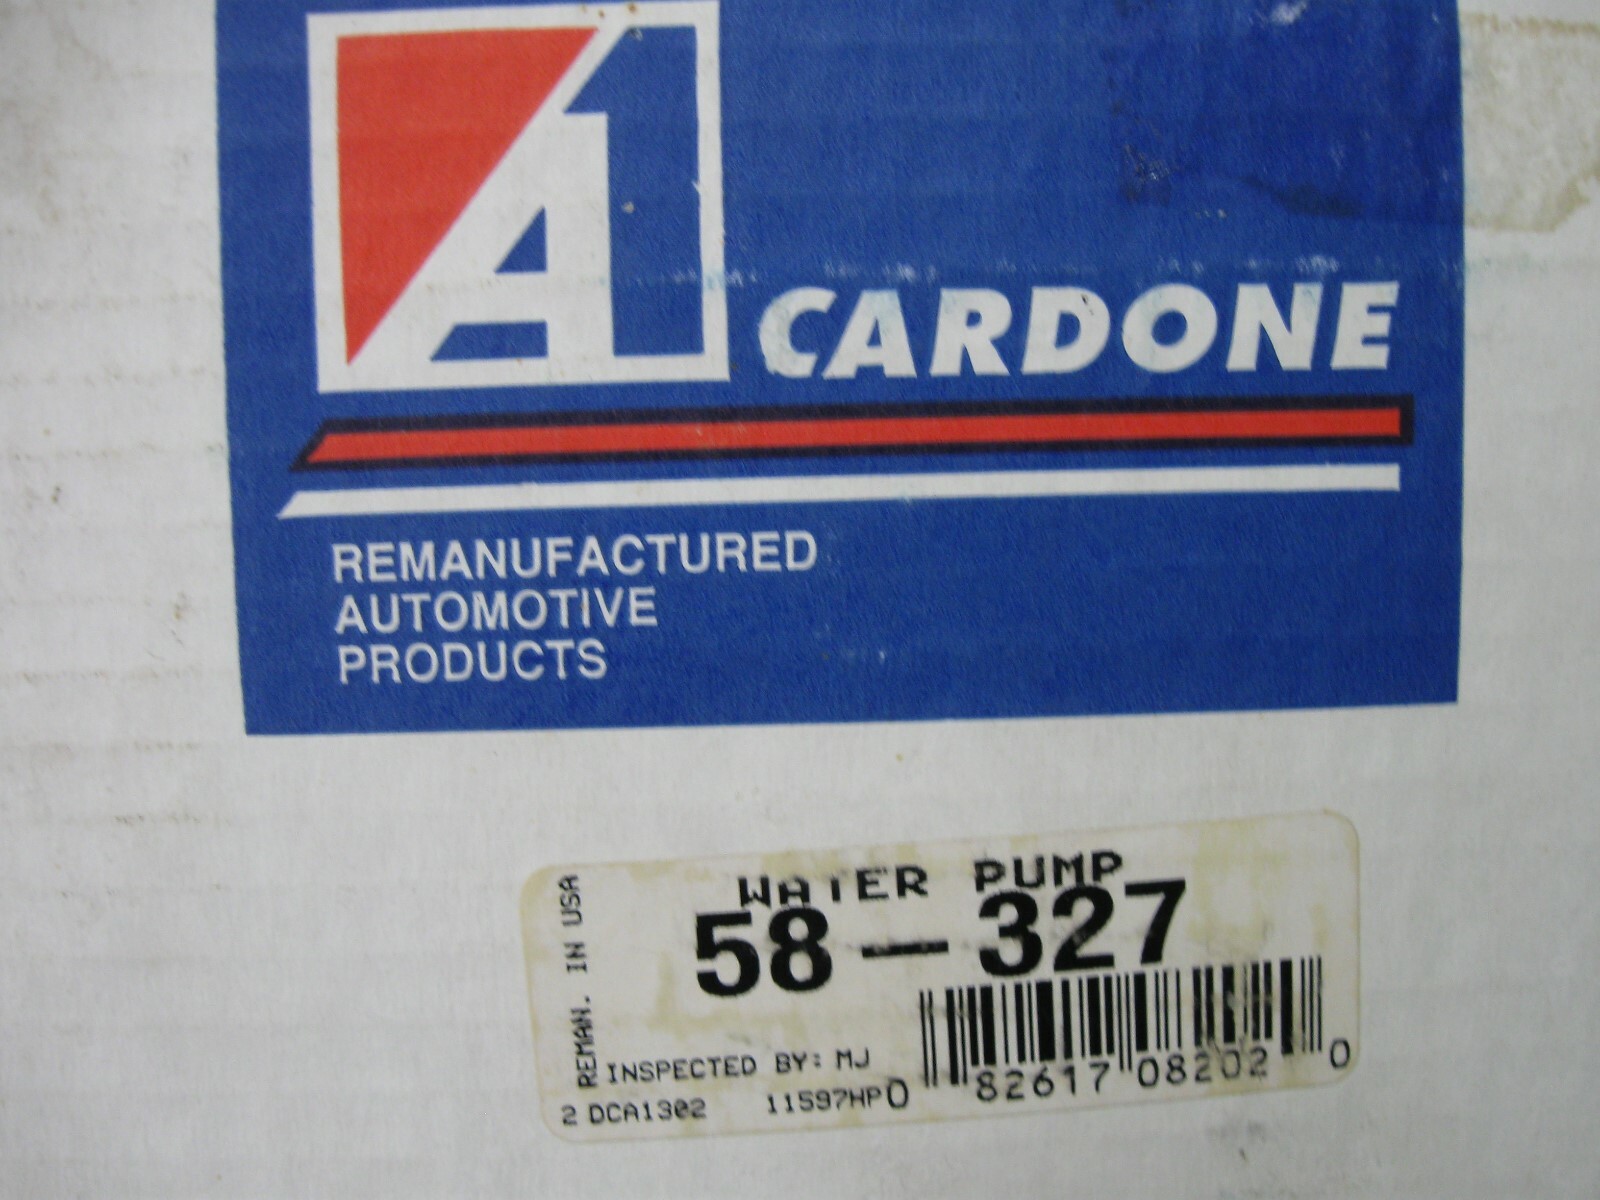 A1 CARDONE
REMANUFACTURED
AUTOMOTIVE
PRODUCTS
WATER PUMP
58-327
REMAN. IN USA
INSPECTED BY: MJ
2 DCA1302 11597HP
0 82617 08202 0